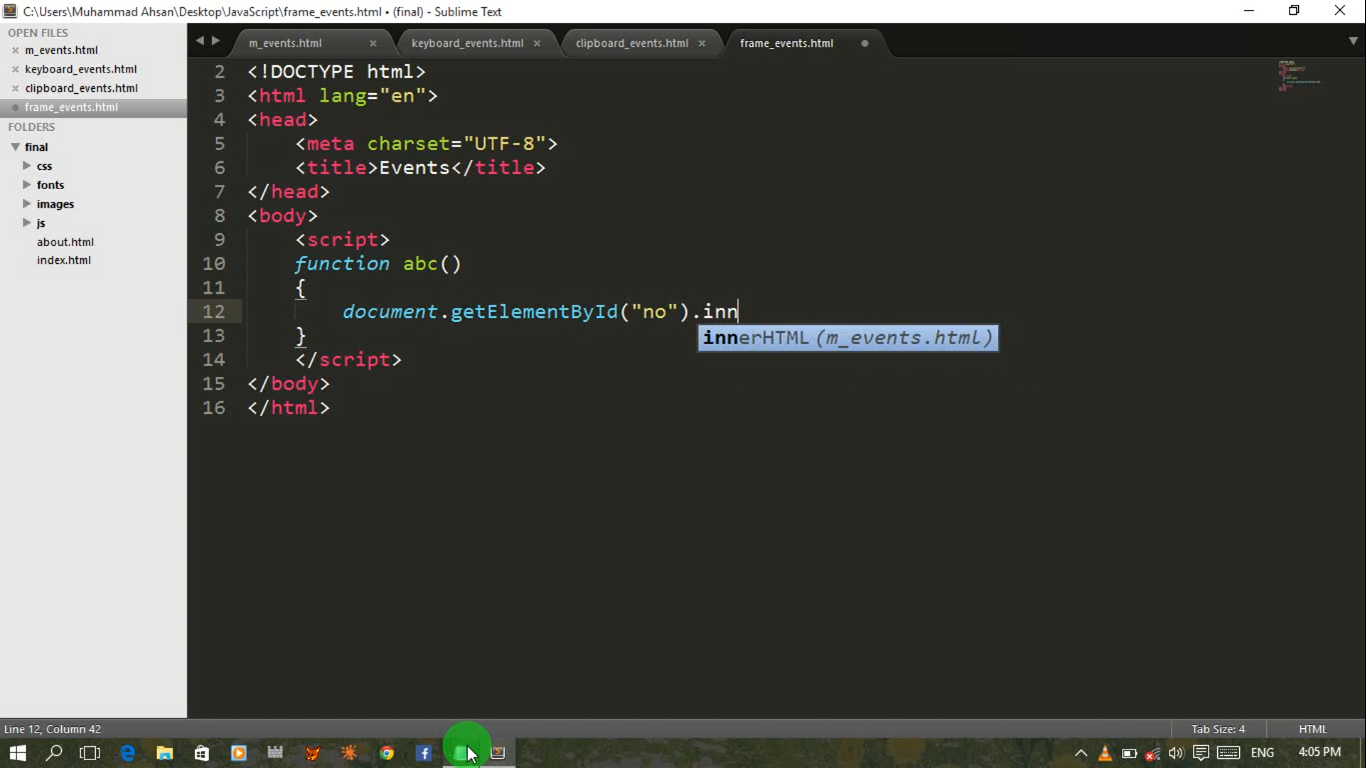 C:\Users\Muhammad Ahsan\Desktop\JavaScript\frame_events.html • (final) - Sublime Text
OPEN FILES
m_events.html
keyboard_events.html
clipboard_events.html
frame_events.html
FOLDERS
final
css
fonts
images
js
about.html
index.html
m_events.html keyboard_events.html clipboard_events.html frame_events.html
2 <!DOCTYPE html>
3 <html lang="en">
4 <head>
5 <meta charset="UTF-8">
6 <title>Events</title>
7 </head>
8 <body>
9 <script>
10 function abc()
11 {
12 document.getElementById("no").inn
innerHTML (m_events.html)
13 }
14 </script>
15 </body>
16 </html>
Line 12, Column 42 Tab Size: 4 HTML
ENG 4:05 PM